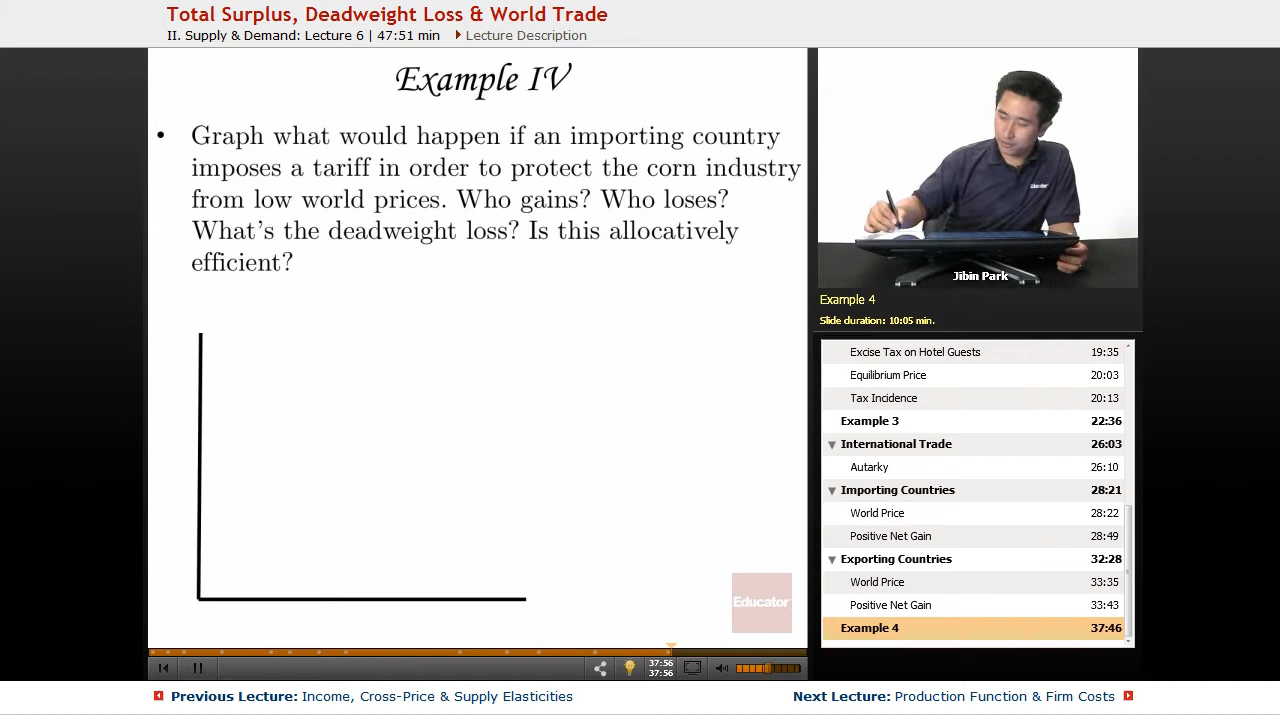 Total Surplus, Deadweight Loss & World Trade
II. Supply & Demand: Lecture 6 | 47:51 min Lecture Description
Example IV
• Graph what would happen if an importing country
imposes a tariff in order to protect the corn industry
from low world prices. Who gains? Who loses?
What's the deadweight loss? Is this allocatively
efficient?
Educator
Educator
Jibin Park
Example 4
Slide duration: 10:05 min.
Excise Tax on Hotel Guests 19:35
Equilibrium Price 20:03
Tax Incidence 20:13
Example 3 22:36
International Trade 26:03
Autarky 26:10
Importing Countries 28:21
World Price 28:22
Positive Net Gain 28:49
Exporting Countries 32:28
World Price 33:35
Positive Net Gain 33:43
Example 4 37:46
37:56
37:56
Previous Lecture: Income, Cross-Price & Supply Elasticities
Next Lecture: Production Function & Firm Costs